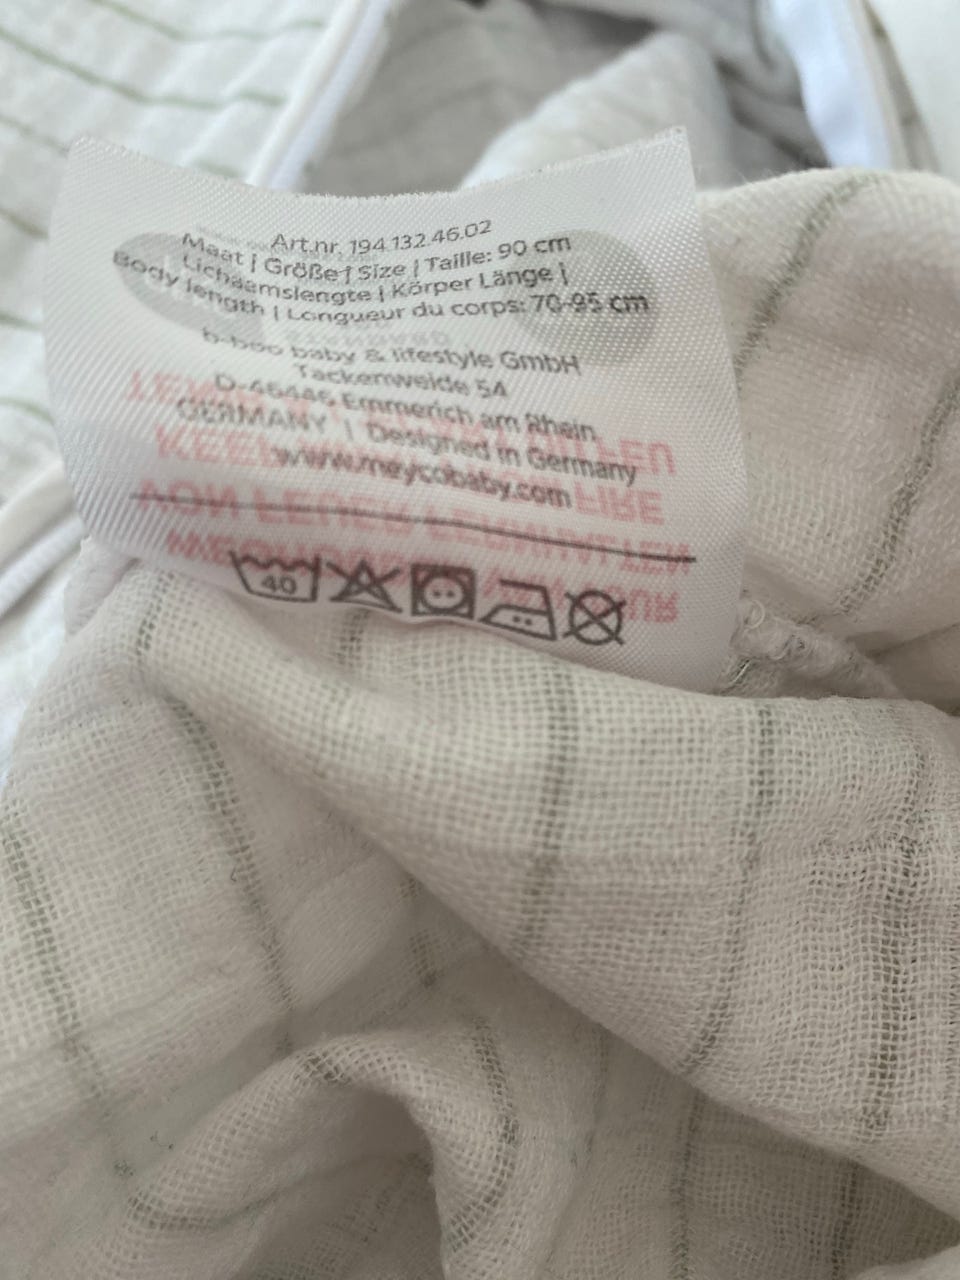 Art.nr. 194.132.46.02
Maat | Größe | Size | Taille: 90 cm
Lichaamslengte | Körper Länge |
Body length | Longueur du corps: 70-95 cm
b-boo baby & lifestyle GmbH
Tackenweide 54
D-46446 Emmerich am Rhein
GERMANY | Designed in Germany
www.meycobaby.com
40